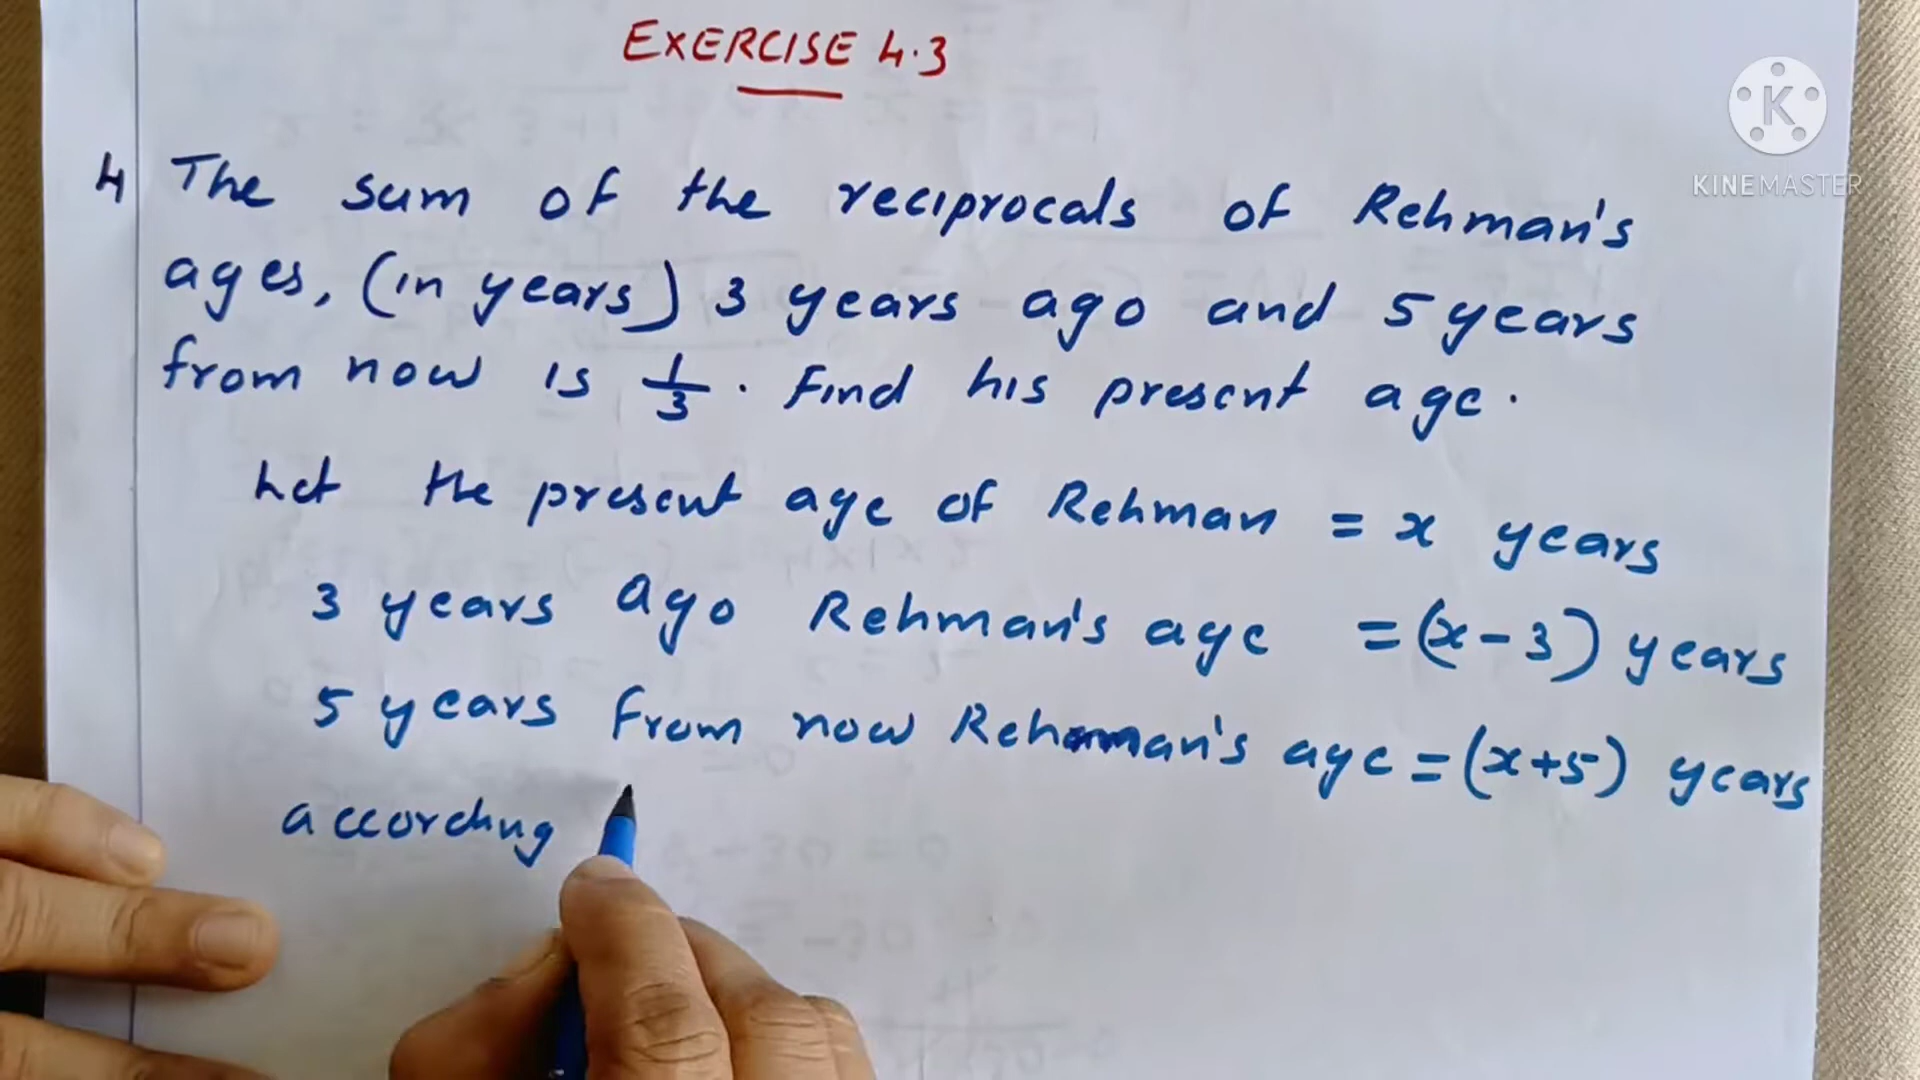 EXERCISE 4.3
KINEMASTER
4 The sum of the reciprocals of Rehman's
ages, (in years) 3 years ago and 5 years
from now is 1/3. Find his present age.
Let the present age of Rehman = x years
3 years ago Rehman's age = (x-3) years
5 years from now Rehman's age = (x+5) years
according